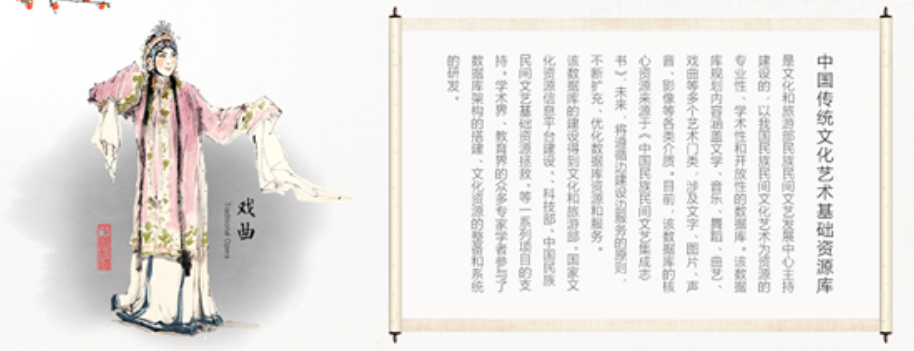 戏曲
Traditional Opera
中国传统文化艺术基础资源库
是文化和旅游部民族民间文艺发展中心主持
建设的，以我国民族民间文化艺术为资源的
专业性、学术性和开放性的数据库。该数据
库规划内容涵盖文学、音乐、舞蹈、曲艺、
戏曲等多个艺术门类，涉及文字、图片、声
音、影像等各类介质。目前，该数据库的核
心资源来源于《中国民族民间文艺集成志
书》，未来，将遵循边建设边服务的原则，
不断扩充、优化数据库资源和服务。
该数据库的建设得到文化和旅游部“国家文
化资源信息平台建设”、科技部“中国民族
民间文艺基础资源拯救”等一系列项目的支
持。学术界、教育界的众多专家学者参与了
数据库架构的搭建、文化资源的整备和系统
的研发。